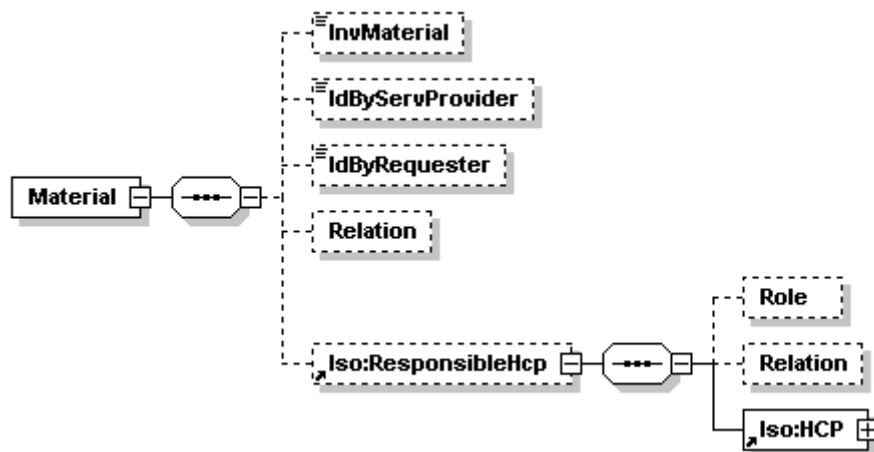 InvMaterial
IdByServProvider
IdByRequester
Material
Relation
Role
Iso:ResponsibleHcp
Relation
Iso:HCP